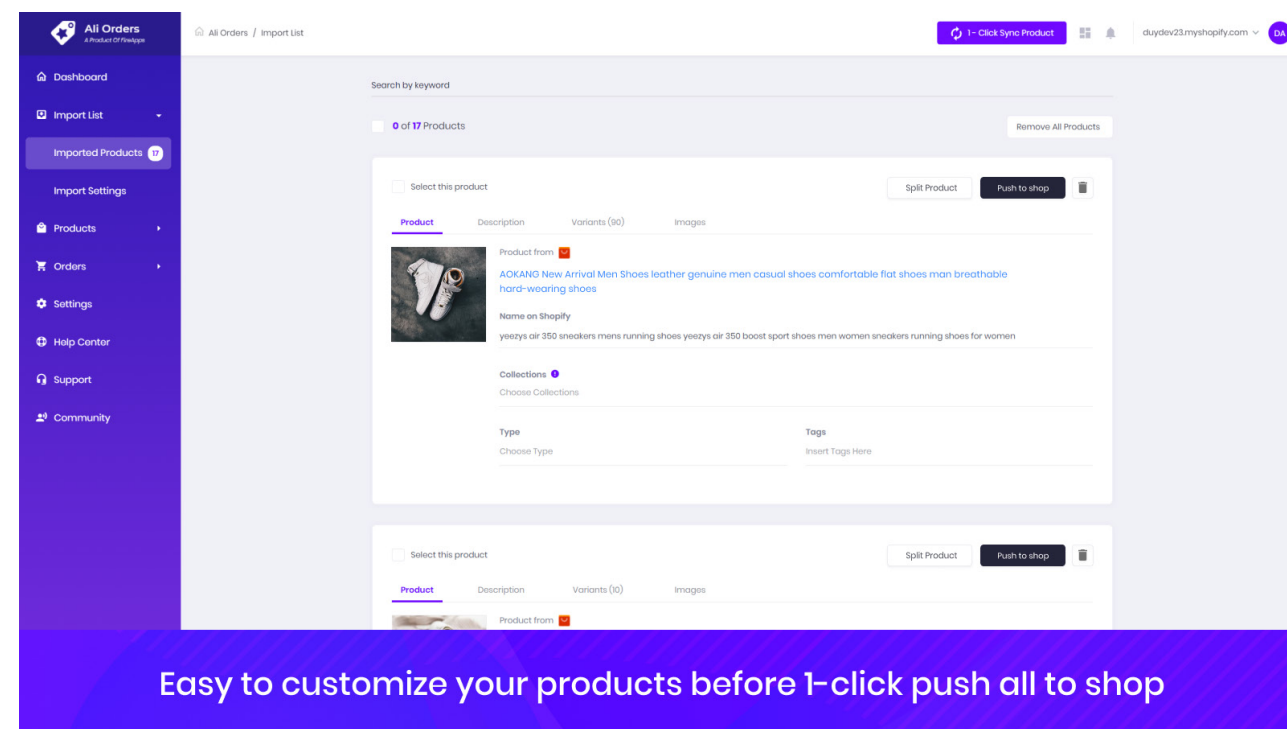 Ali Orders
A Product Of FireApps
Ali Orders / Import List
1 - Click Sync Product
duydev23.myshopify.com
DA
Dashboard
Import List
Imported Products 17
Import Settings
Products
Orders
Settings
Help Center
Support
Community
Search by keyword
0 of 17 Products
Remove All Products
Select this product
Split Product
Push to shop
Product
Description
Variants (90)
Images
Product from
AOKANG New Arrival Men Shoes leather genuine men casual shoes comfortable flat shoes man breathable
hard-wearing shoes
Name on Shopify
yeezys air 350 sneakers mens running shoes yeezys air 350 boost sport shoes men women sneakers running shoes for women
Collections
Choose Collections
Type
Tags
Choose Type
Insert Tags Here
Select this product
Split Product
Push to shop
Product
Description
Variants (10)
Images
Product from
Easy to customize your products before 1-click push all to shop